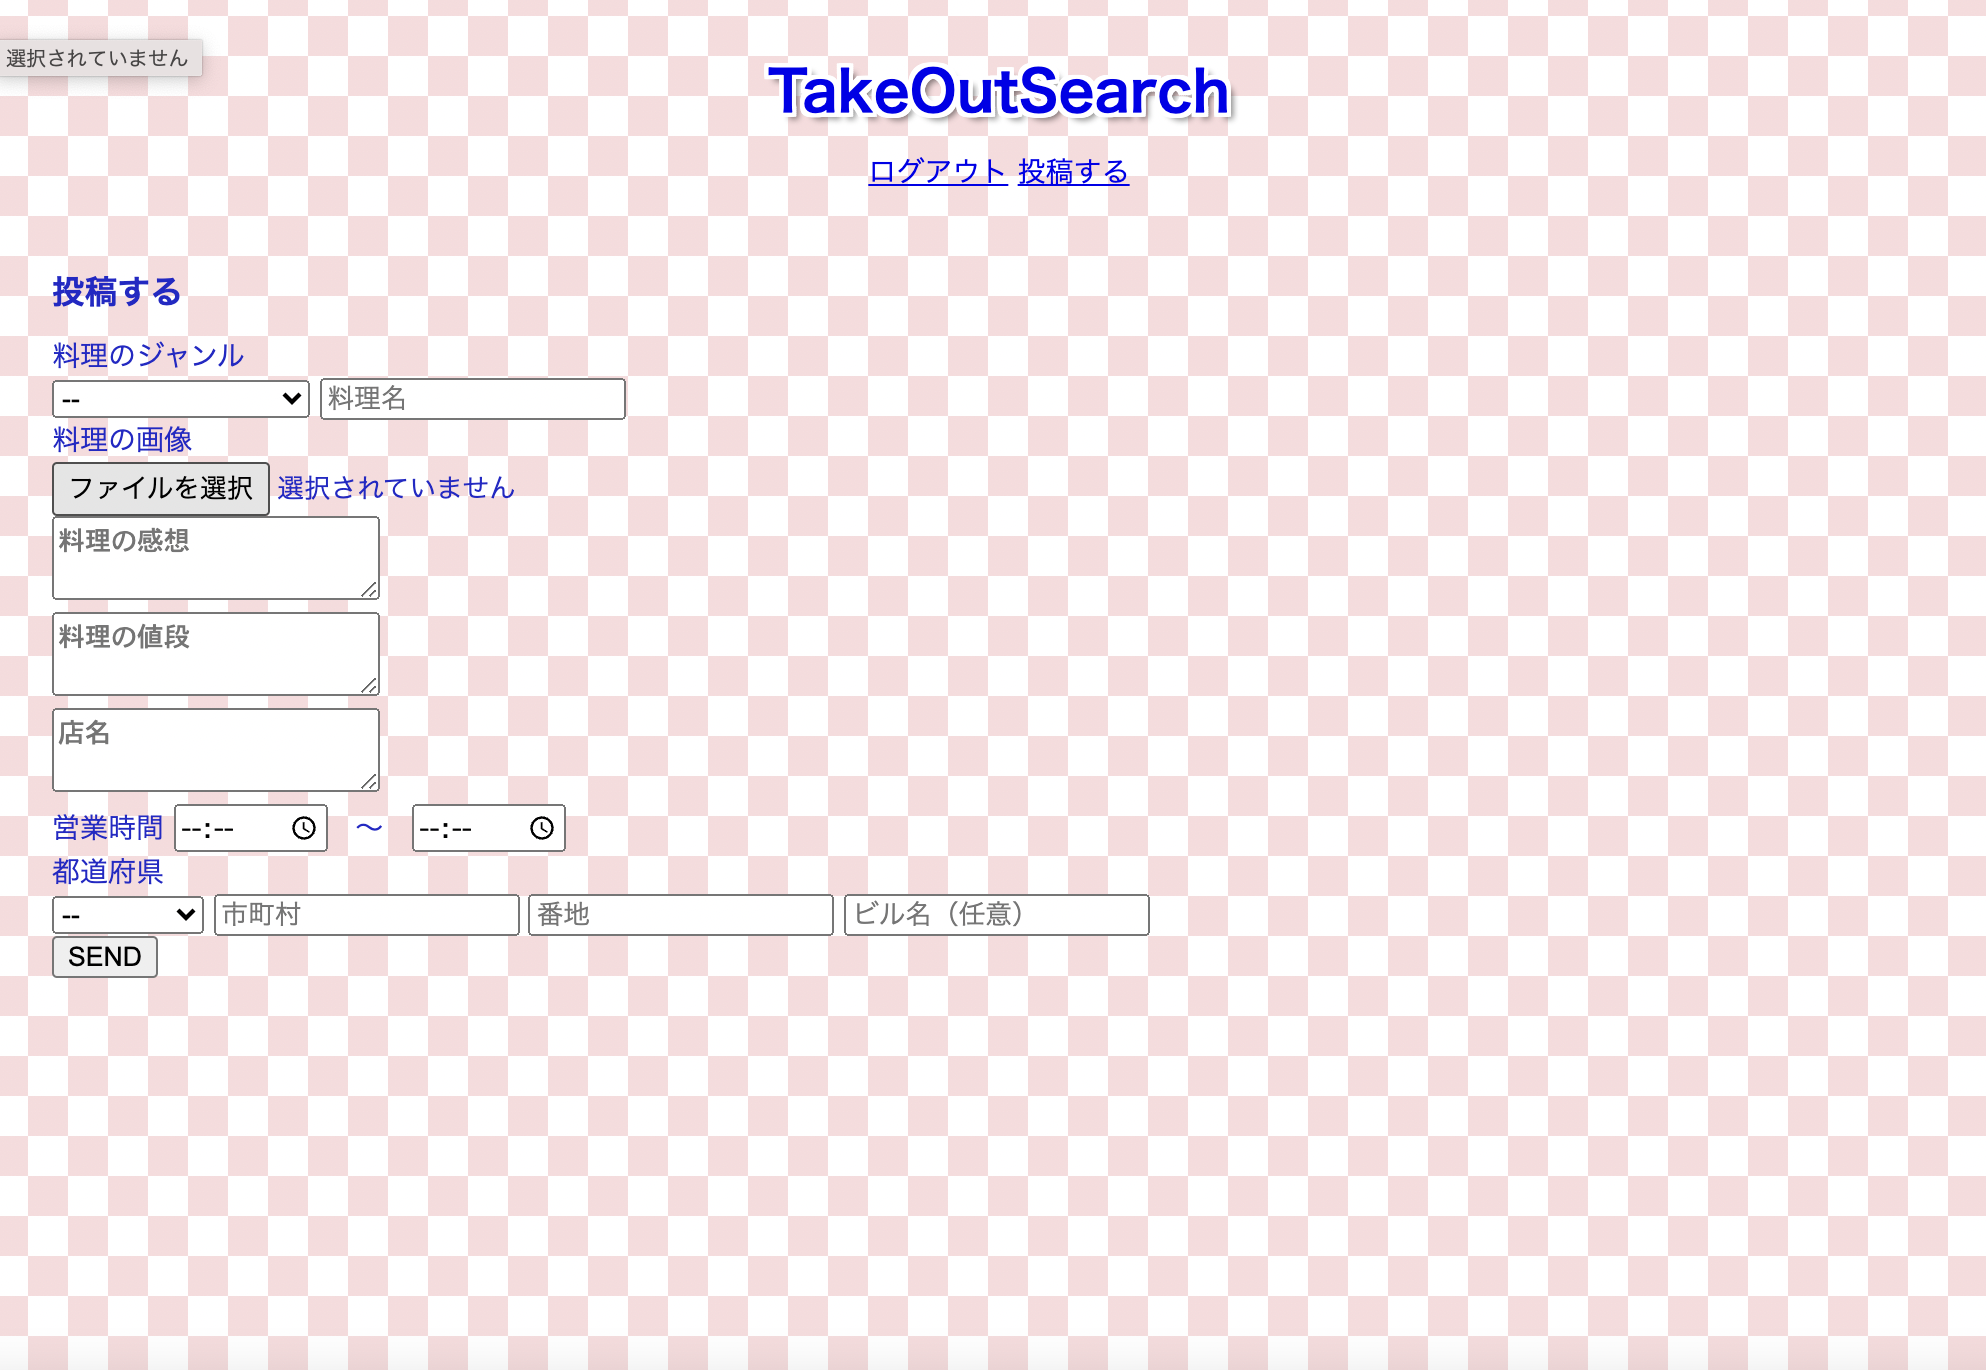 選択されていません
TakeOutSearch
ログアウト 投稿する
投稿する
料理のジャンル
-- 料理名
料理の画像
ファイルを選択 選択されていません
料理の感想
料理の値段
店名
営業時間 --:-- 〜 --:--
都道府県
-- 市町村 番地 ビル名（任意）
SEND